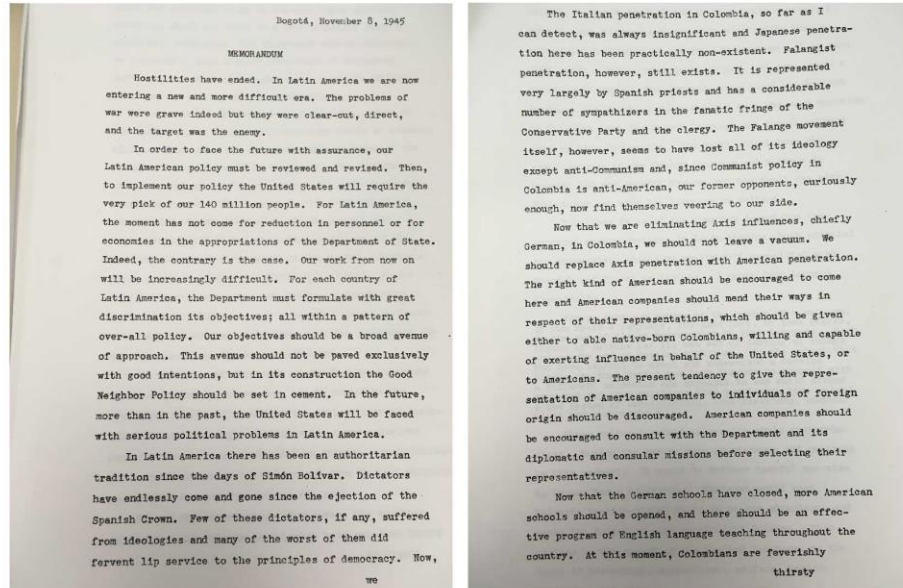 Bogotá, November 8, 1945
MEMORANDUM
Hostilities have ended. In Latin America we are now
entering a new and more difficult era. The problems of
war were grave indeed but they were clear-cut, direct,
and the target was the enemy.
In order to face the future with assurance, our
Latin American policy must be reviewed and revised. Then,
to implement our policy the United States will require the
very pick of our 140 million people. For Latin America,
the moment has not come for reduction in personnel or for
economies in the appropriations of the Department of State.
Indeed, the contrary is the case. Our work from now on
will be increasingly difficult. For each country of
Latin America, the Department must formulate with great
discrimination its objectives; all within a pattern of
over-all policy. Our objectives should be a broad avenue
of approach. This avenue should not be paved exclusively
with good intentions, but in its construction the Good
Neighbor Policy should be set in cement. In the future,
more than in the past, the United States will be faced
with serious political problems in Latin America.
In Latin America there has been an authoritarian
tradition since the days of Simón Bolívar. Dictators
have endlessly come and gone since the ejection of the
Spanish Crown. Few of these dictators, if any, suffered
from ideologies and many of the worst of them did
fervent lip service to the principles of democracy. Now,
we
The Italian penetration in Colombia, so far as I
can detect, was always insignificant and Japanese penetra-
tion here has been practically non-existent. Falangist
penetration, however, still exists. It is represented
very largely by Spanish priests and has a considerable
number of sympathizers in the fanatic fringe of the
Conservative Party and the clergy. The Falange movement
itself, however, seems to have lost all of its ideology
except anti-Communism and, since Communist policy in
Colombia is anti-American, our former opponents, curiously
enough, now find themselves veering to our side.
Now that we are eliminating Axis influences, chiefly
German, in Colombia, we should not leave a vacuum. We
should replace Axis penetration with American penetration.
The right kind of American should be encouraged to come
here and American companies should mend their ways in
respect of their representations, which should be given
either to able native-born Colombians, willing and capable
of exerting influence in behalf of the United States, or
to Americans. The present tendency to give the repre-
sentation of American companies to individuals of foreign
origin should be discouraged. American companies should
be encouraged to consult with the Department and its
diplomatic and consular missions before selecting their
representatives.
Now that the German schools have closed, more American
schools should be opened, and there should be an effec-
tive program of English language teaching throughout the
country. At this moment, Colombians are feverishly
thirsty